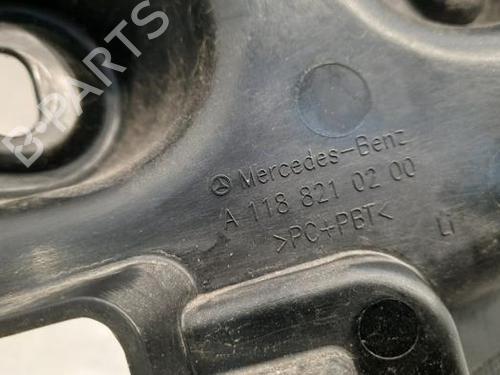 B-PARTS
Mercedes-Benz
A 118 821 02 00
>PC+PBT<
Li